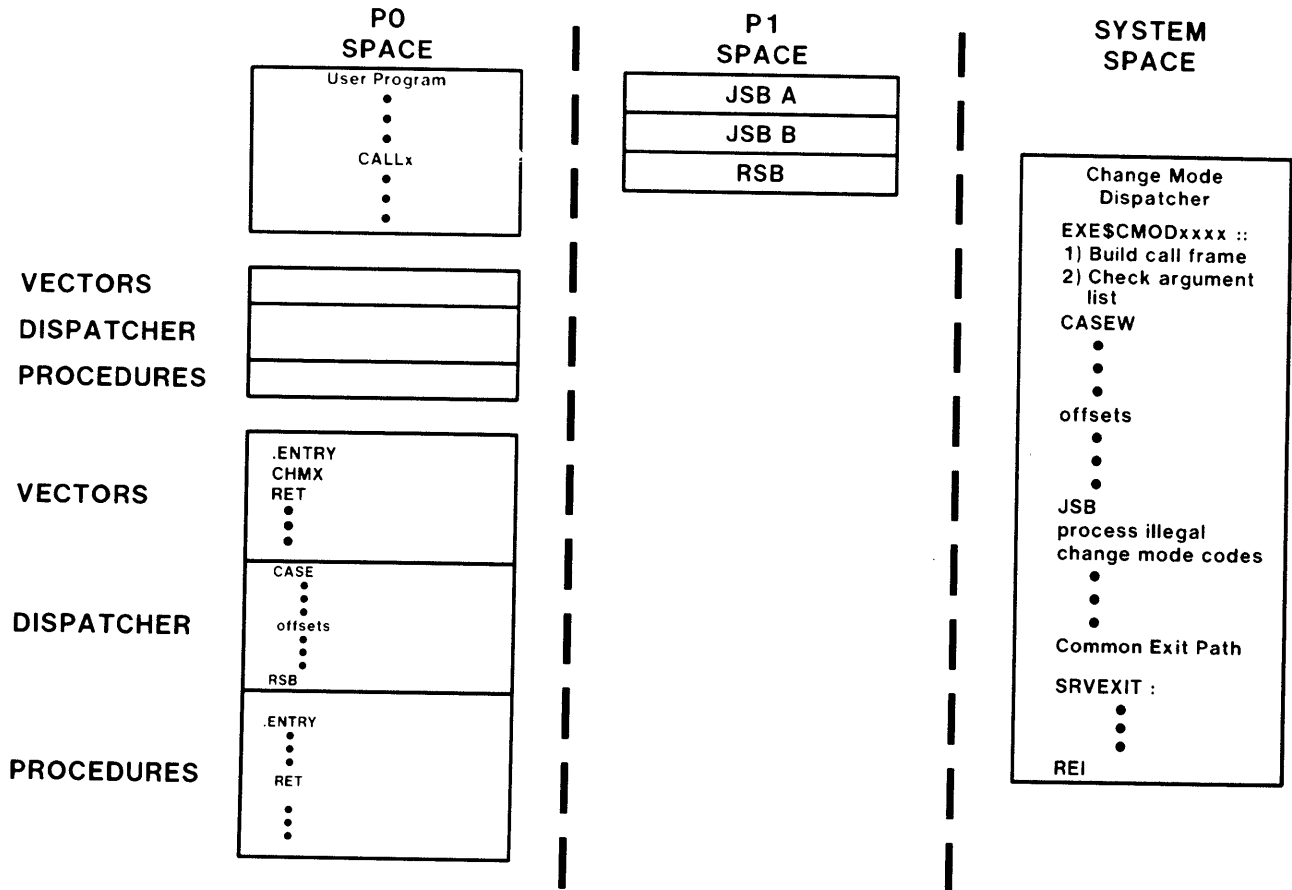 P0
SPACE
User Program
CALLx
VECTORS
DISPATCHER
PROCEDURES
VECTORS
.ENTRY
CHMX
RET
DISPATCHER
CASE
offsets
RSB
PROCEDURES
.ENTRY
RET
P1
SPACE
JSB A
JSB B
RSB
SYSTEM
SPACE
Change Mode
Dispatcher
EXE$CMODxxxx ::
1) Build call frame
2) Check argument
list
CASEW
offsets
JSB
process illegal
change mode codes
Common Exit Path
SRVEXIT :
REI